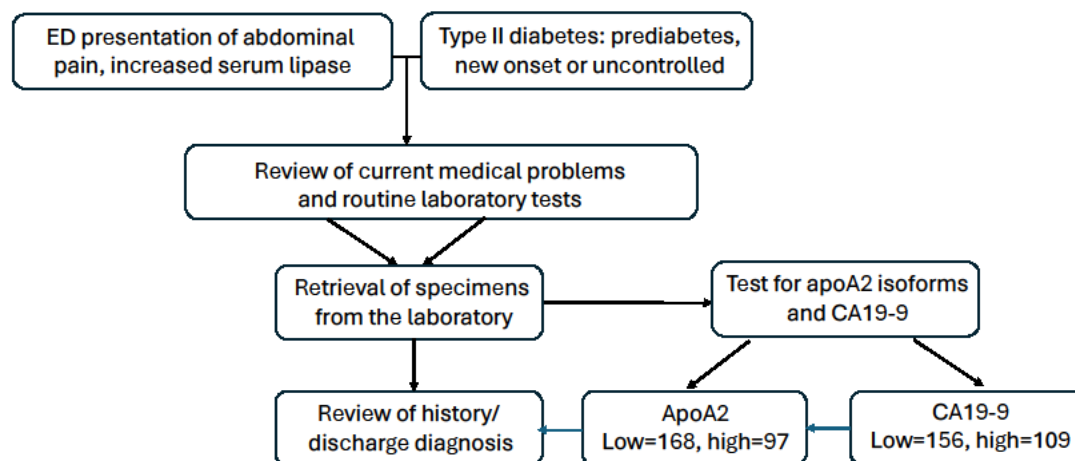 ED presentation of abdominal
pain, increased serum lipase
Type II diabetes: prediabetes,
new onset or uncontrolled
Review of current medical problems
and routine laboratory tests
Retrieval of specimens
from the laboratory
Test for apoA2 isoforms
and CA19-9
Review of history/
discharge diagnosis
ApoA2
Low=168, high=97
CA19-9
Low=156, high=109